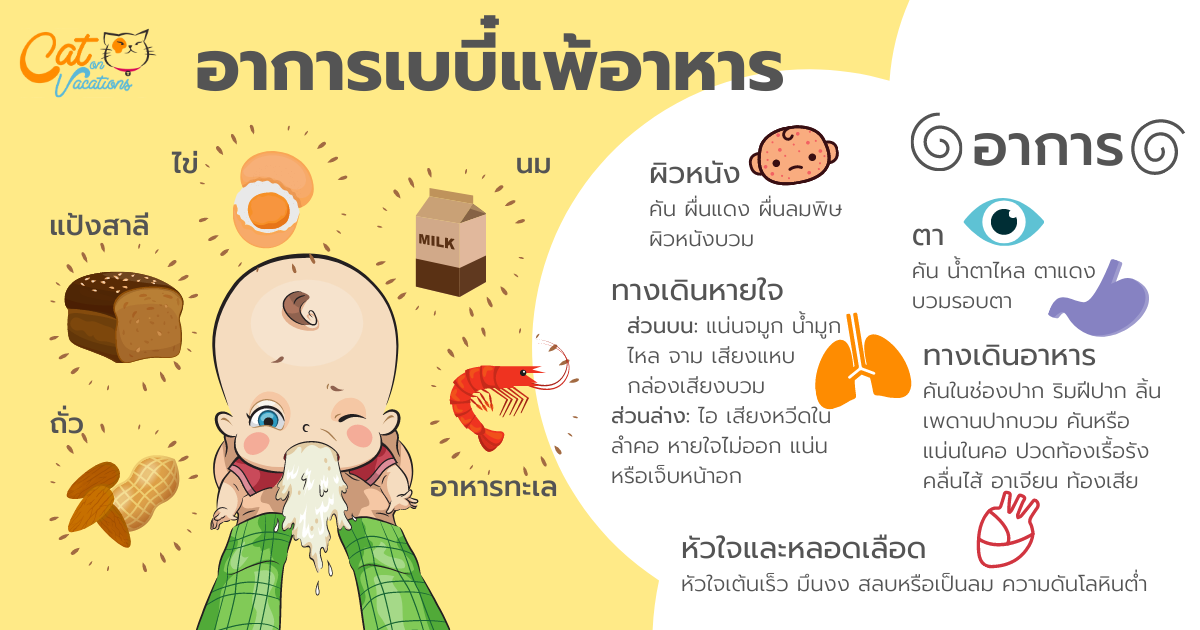 Cat
on
Vacations
อาการเบบี๋แพ้อาหาร
ไข่
นม
แป้งสาลี
MILK
ถั่ว
อาหารทะเล
อาการ
ผิวหนัง
คัน ผื่นแดง ผื่นลมพิษ
ผิวหนังบวม
ตา
คัน น้ำตาไหล ตาแดง
บวมรอบตา
ทางเดินหายใจ
ส่วนบน: แน่นจมูก น้ำมูก
ไหล จาม เสียงแหบ
กล่องเสียงบวม
ส่วนล่าง: ไอ เสียงหวีดใน
ลำคอ หายใจไม่ออก แน่น
หรือเจ็บหน้าอก
ทางเดินอาหาร
คันในช่องปาก ริมฝีปาก ลิ้น
เพดานปากบวม คันหรือ
แน่นในคอ ปวดท้องเรื้อรัง
คลื่นไส้ อาเจียน ท้องเสีย
หัวใจและหลอดเลือด
หัวใจเต้นเร็ว มึนงง สลบหรือเป็นลม ความดันโลหินต่ำ